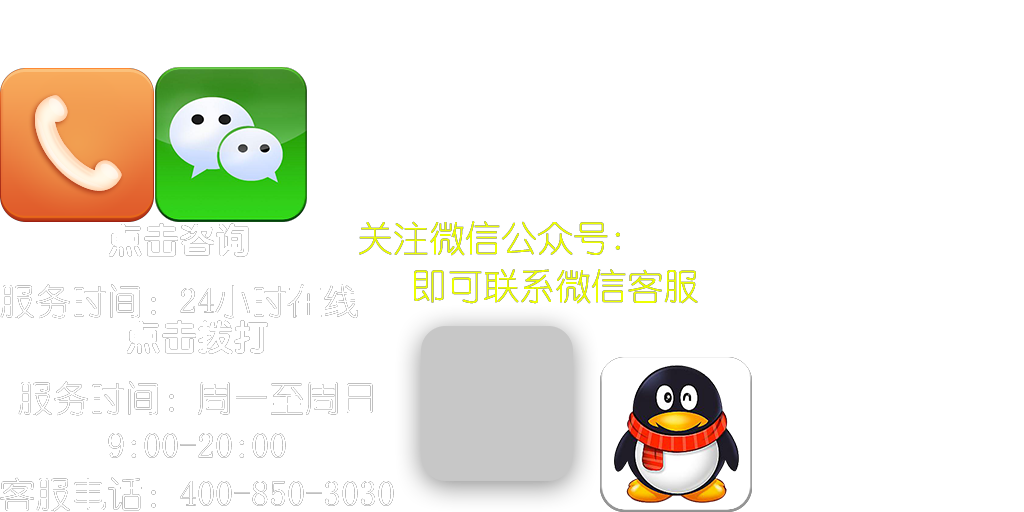 点击咨询
关注微信公众号：
即可联系微信客服
服务时间：24小时在线
点击拨打
服务时间：周一至周日
9:00-20:00
客服电话：400-850-3030